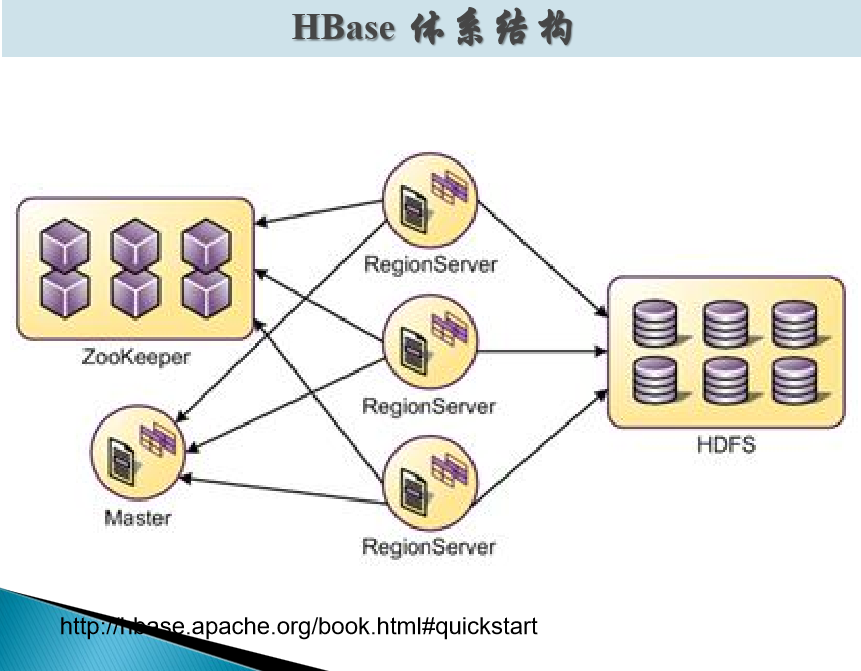 HBase 体系结构
RegionServer
ZooKeeper
RegionServer
HDFS
Master
RegionServer
http://hbase.apache.org/book.html#quickstart